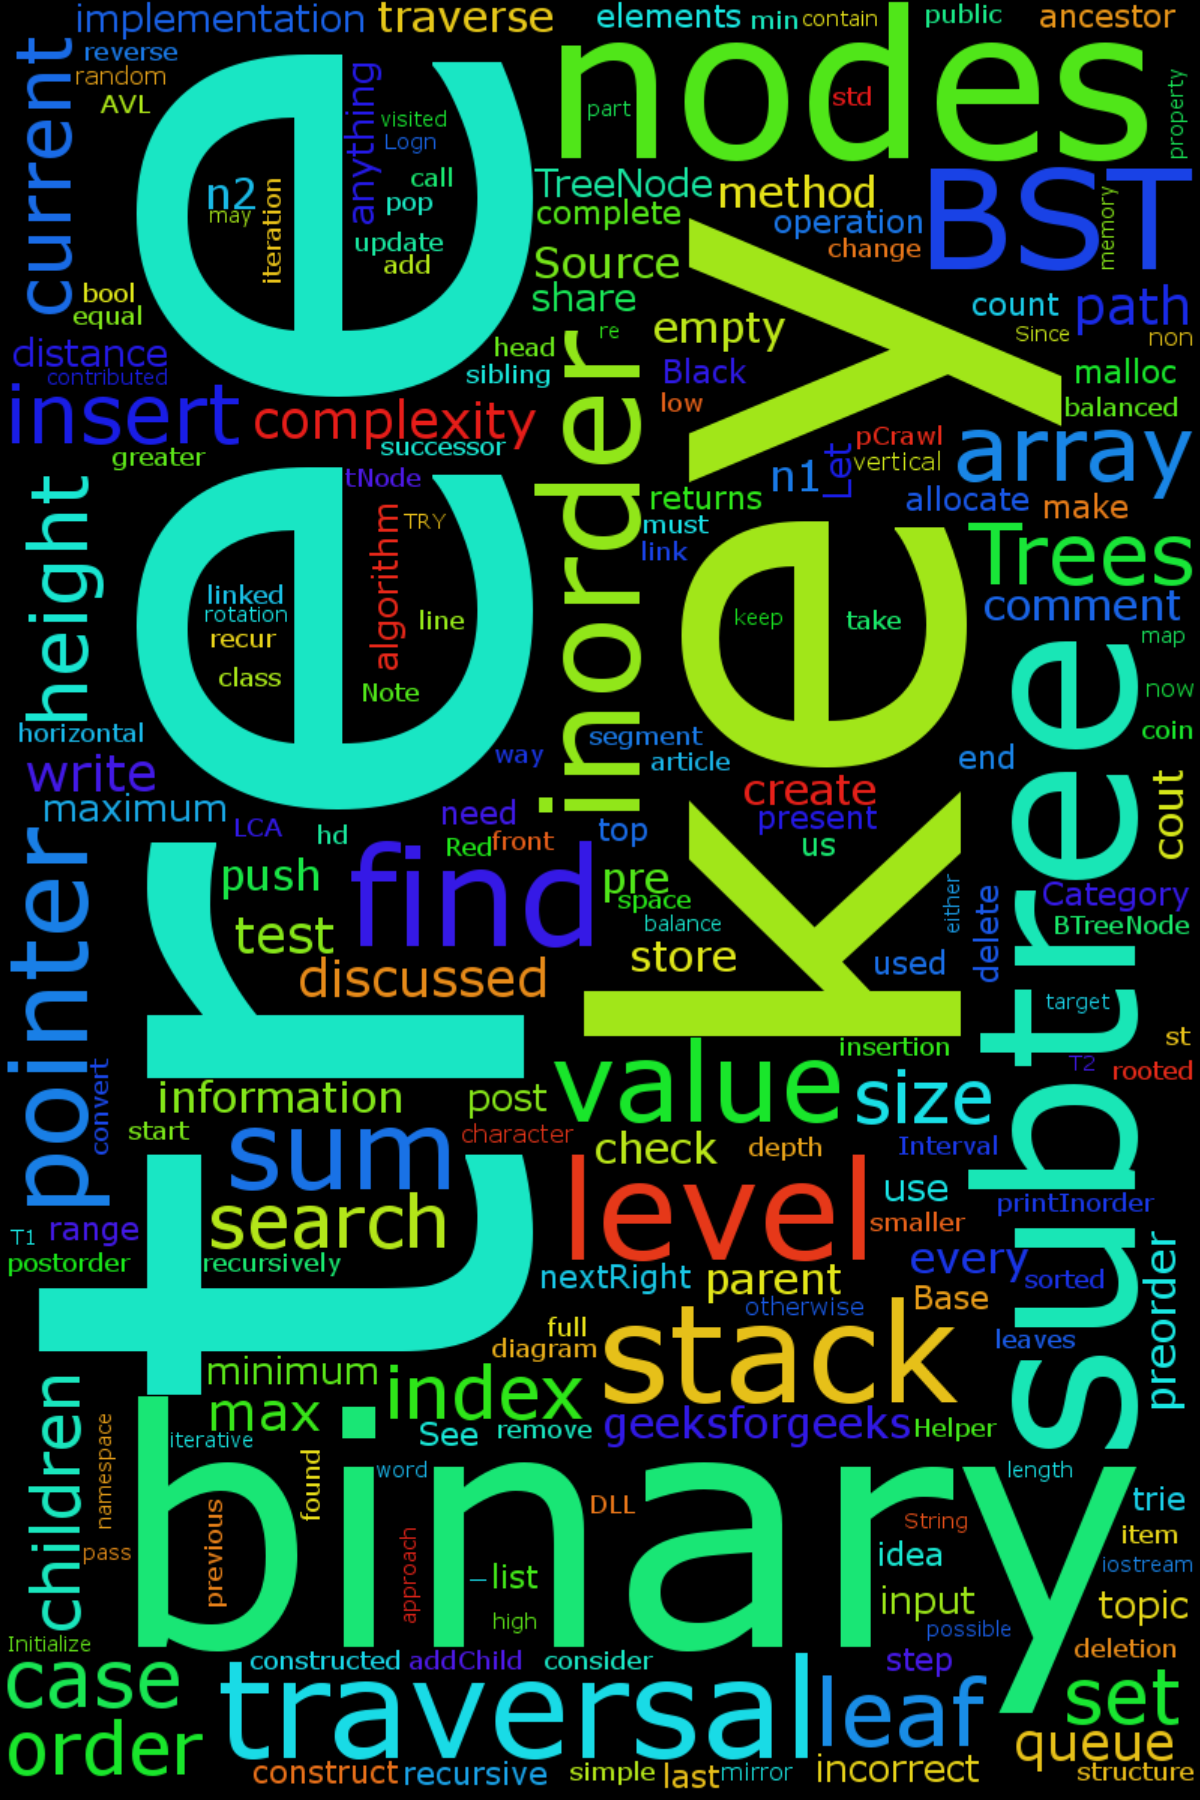 implementation
traverse
elements
min
contain
public
ancestor
reverse
random
AVL
current
tree
anything
visited
Logn
call
pop
update
add
n2
may
iteration
nodes
part
std
property
TreeNode
method
complete
operation
change
BST
memory
Source
share
re
empty
count
path
Since
non
bool
equal
distance
contributed
head
sibling
inorder
key
Black
low
malloc
balanced
insert
complexity
greater
successor
tNode
TRY
n1
Let
pCrawl
vertical
array
returns
allocate
make
must
link
height
algorithm
linked
rotation
recur
class
line
Note
keep
take
Trees
comment
map
now
coin
subtree
horizontal
write
maximum
way
segment
article
end
create
present
us
cout
LCA
hd
need
Red
front
top
pointer
push
find
pre
space
balance
test
discussed
store
used
either
delete
Category
BTreeNode
target
insertion
st
T2
rooted
convert
information
post
value
size
start
sum
character
check
depth
Interval
search
level
use
smaller
printInorder
T1
range
postorder
recursively
nextRight
parent
every
sorted
otherwise
Base
preorder
full
diagram
stack
leaves
minimum
index
max
children
namespace
iterative
found
See
remove
geeksforgeeks
Helper
binary
word
length
DLL
String
trie
item
iostream
pass
previous
approach
list
high
idea
input
possible
topic
deletion
Initialize
case
constructed
addChild
consider
step
traversal
leaf
set
order
queue
construct
recursive
simple
last
mirror
incorrect
structure